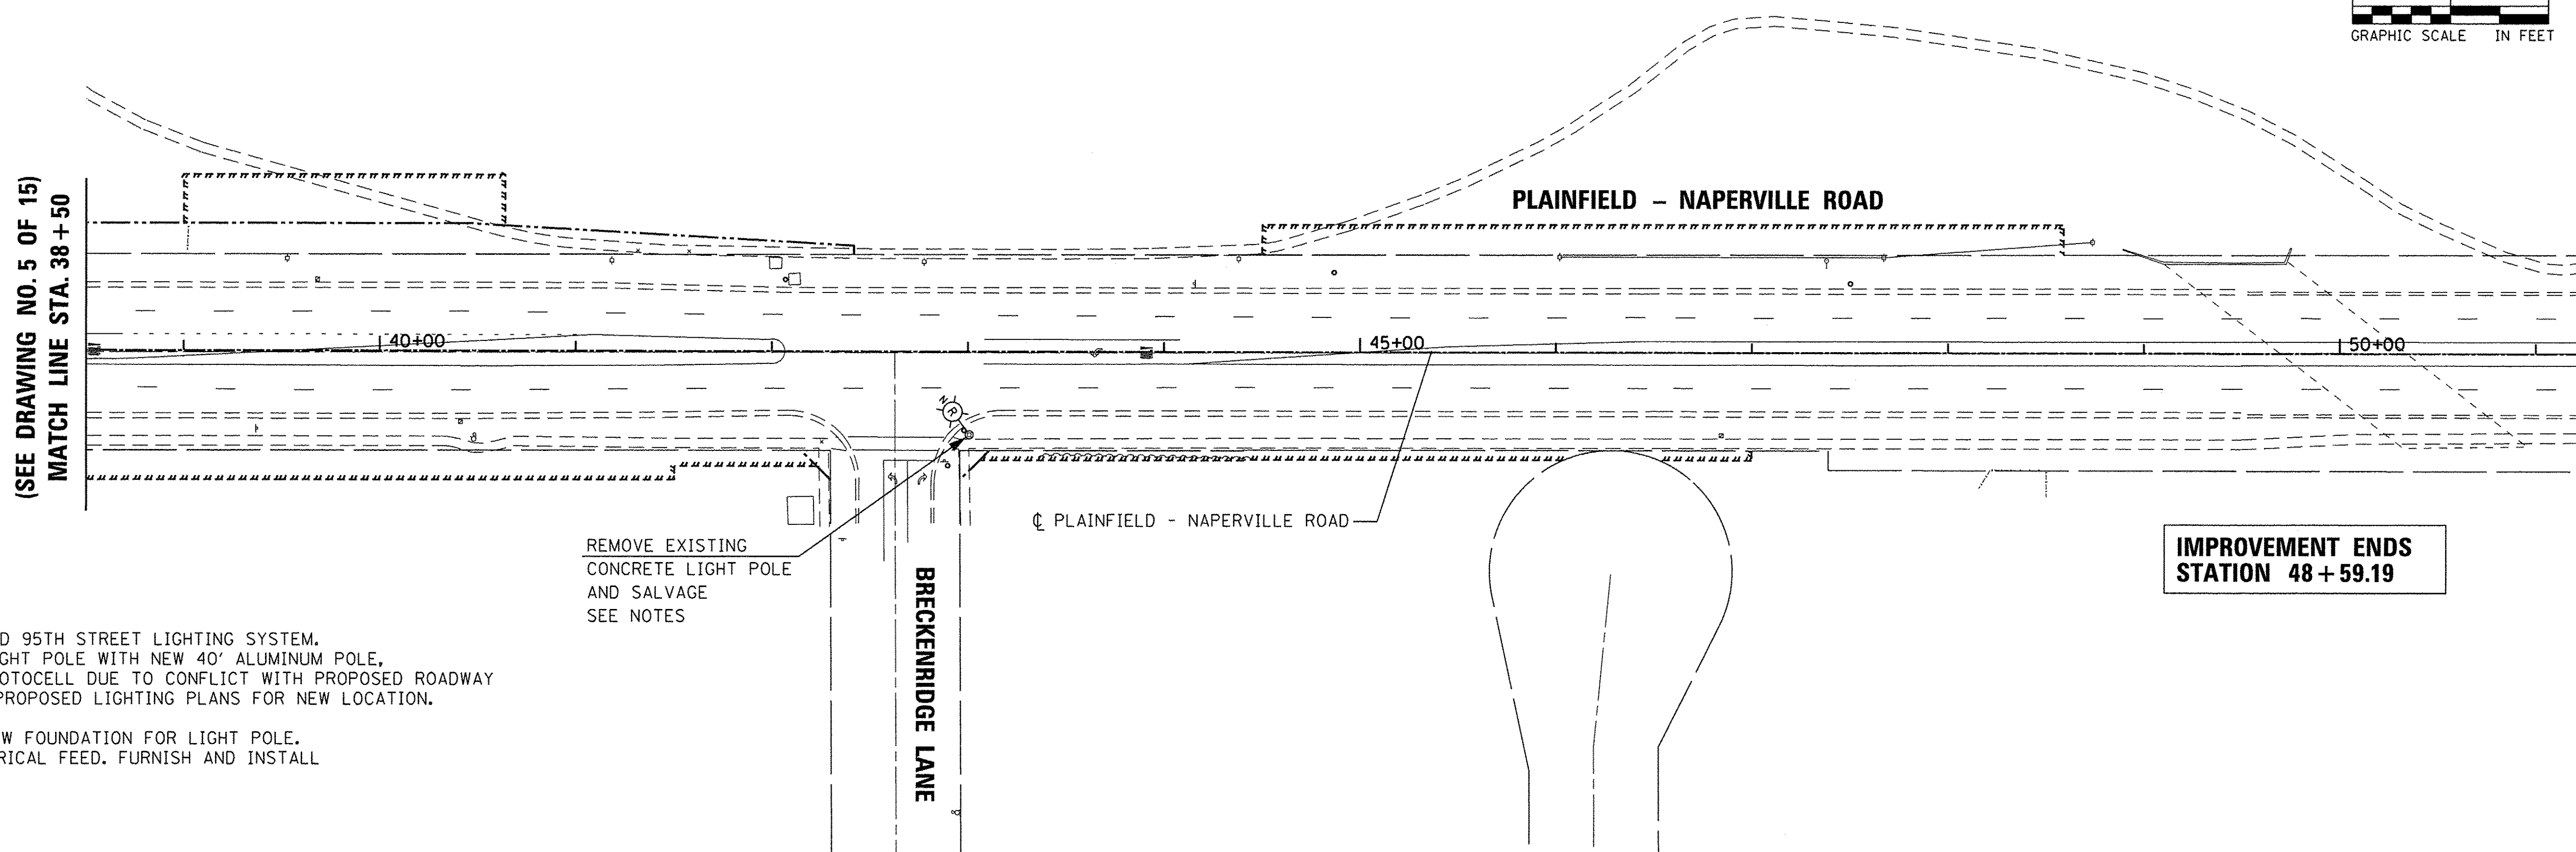 GRAPHIC SCALE IN FEET
(SEE DRAWING NO. 5 OF 15)
MATCH LINE STA. 38 + 50
PLAINFIELD - NAPERVILLE ROAD
40+00
45+00
50+00
N
R
℄ PLAINFIELD - NAPERVILLE ROAD
REMOVE EXISTING
CONCRETE LIGHT POLE
AND SALVAGE
SEE NOTES
BRECKENRIDGE LANE
IMPROVEMENT ENDS
STATION 48 + 59.19
D 95TH STREET LIGHTING SYSTEM.
GHT POLE WITH NEW 40' ALUMINUM POLE,
OTOCELL DUE TO CONFLICT WITH PROPOSED ROADWAY
PROPOSED LIGHTING PLANS FOR NEW LOCATION.
W FOUNDATION FOR LIGHT POLE.
RICAL FEED. FURNISH AND INSTALL